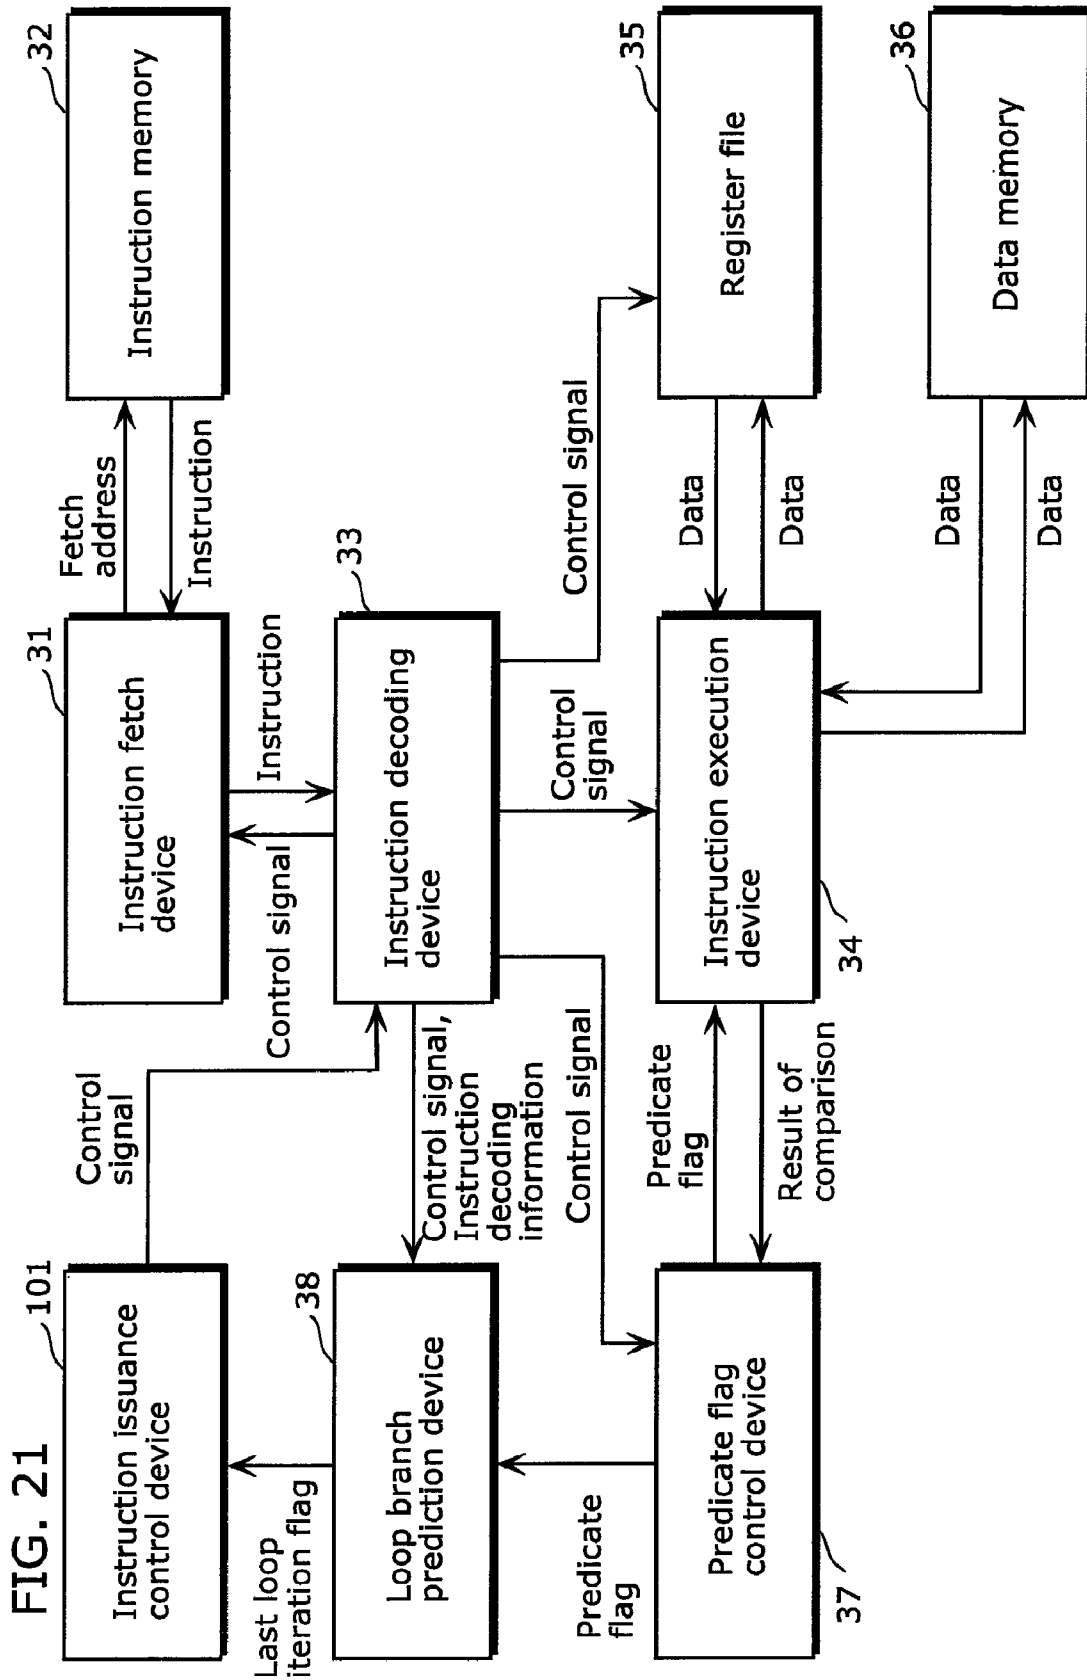 FIG. 21
101
Instruction issuance
control device
Control
signal
31
Instruction fetch
device
Fetch
address
Instruction
32
Instruction memory
Last loop
iteration flag
Control signal
Instruction
38
Loop branch
prediction device
Control signal,
Instruction
decoding
information
33
Instruction decoding
device
Predicate
flag
Control signal
Control
signal
Control signal
37
Predicate flag
control device
Predicate
flag
Result of
comparison
34
Instruction execution
device
Data
Data
35
Register file
Data
Data
36
Data memory